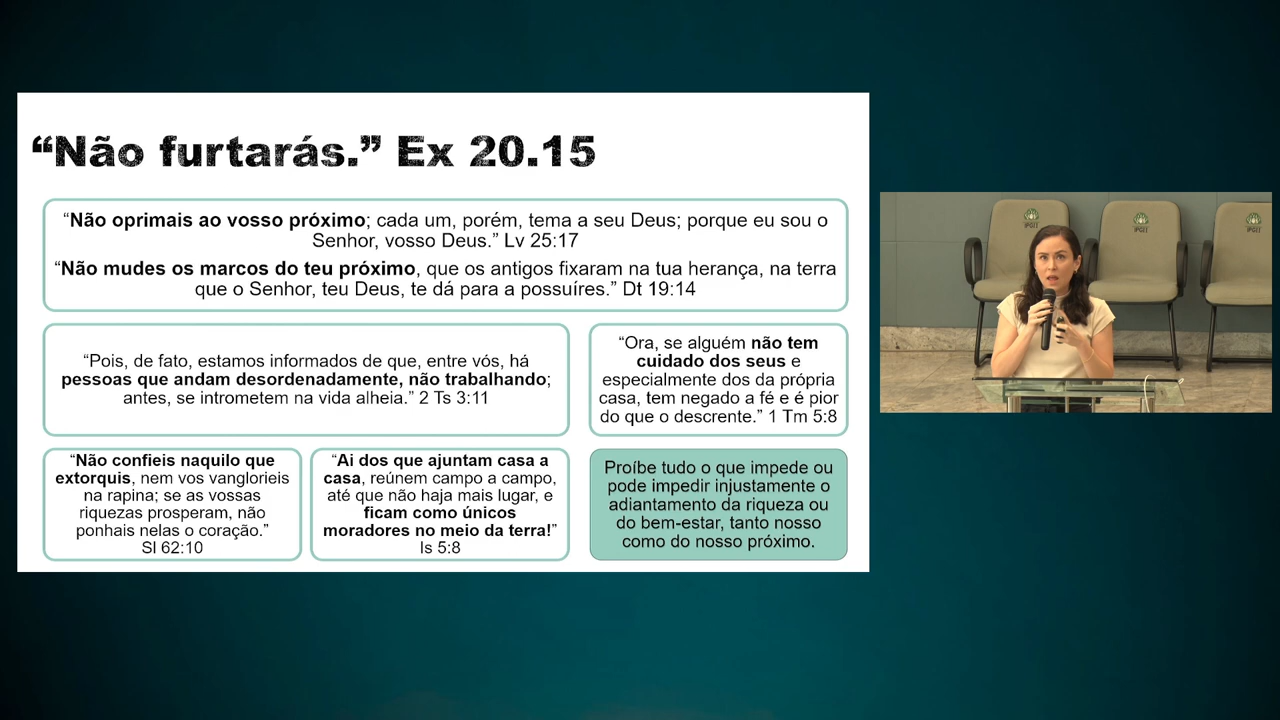 “Não furtarás.” Ex 20.15
“Não oprimais ao vosso próximo; cada um, porém, tema a seu Deus; porque eu sou o
Senhor, vosso Deus.” Lv 25:17
“Não mudes os marcos do teu próximo, que os antigos fixaram na tua herança, na terra
que o Senhor, teu Deus, te dá para a possuíres.” Dt 19:14
“Pois, de fato, estamos informados de que, entre vós, há
pessoas que andam desordenadamente, não trabalhando;
antes, se intrometem na vida alheia.” 2 Ts 3:11
“Ora, se alguém não tem
cuidado dos seus e
especialmente dos da própria
casa, tem negado a fé e é pior
do que o descrente.” 1 Tm 5:8
“Não confieis naquilo que
extorquis, nem vos vanglorieis
na rapina; se as vossas
riquezas prosperam, não
ponhais nelas o coração.”
Sl 62:10
“Ai dos que ajuntam casa a
casa, reúnem campo a campo,
até que não haja mais lugar, e
ficam como únicos
moradores no meio da terra!”
Is 5:8
Proíbe tudo o que impede ou
pode impedir injustamente o
adiantamento da riqueza ou
do bem-estar, tanto nosso
como do nosso próximo.